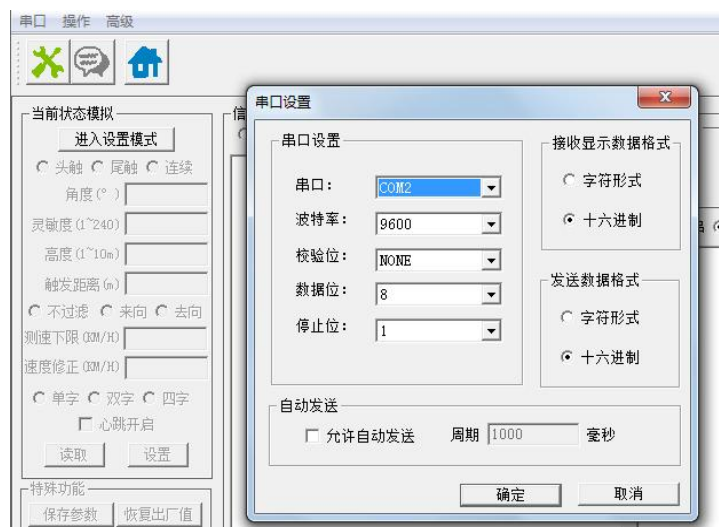 串口 操作 高级
当前状态模拟
进入设置模式
头触 尾触 连续
角度(°)
灵敏度(1~240)
高度(1~10m)
触发距离(m)
不过滤 来向 去向
测速下限(KM/H)
速度修正(KM/H)
单字 双字 四字
心跳开启
读取 设置
特殊功能
保存参数 恢复出厂值
信
串口设置
串口设置
串口： COM2
波特率： 9600
校验位： NONE
数据位： 8
停止位： 1
接收显示数据格式
字符形式
十六进制
发送数据格式
字符形式
十六进制
自动发送
允许自动发送 周期 1000 毫秒
确定 取消